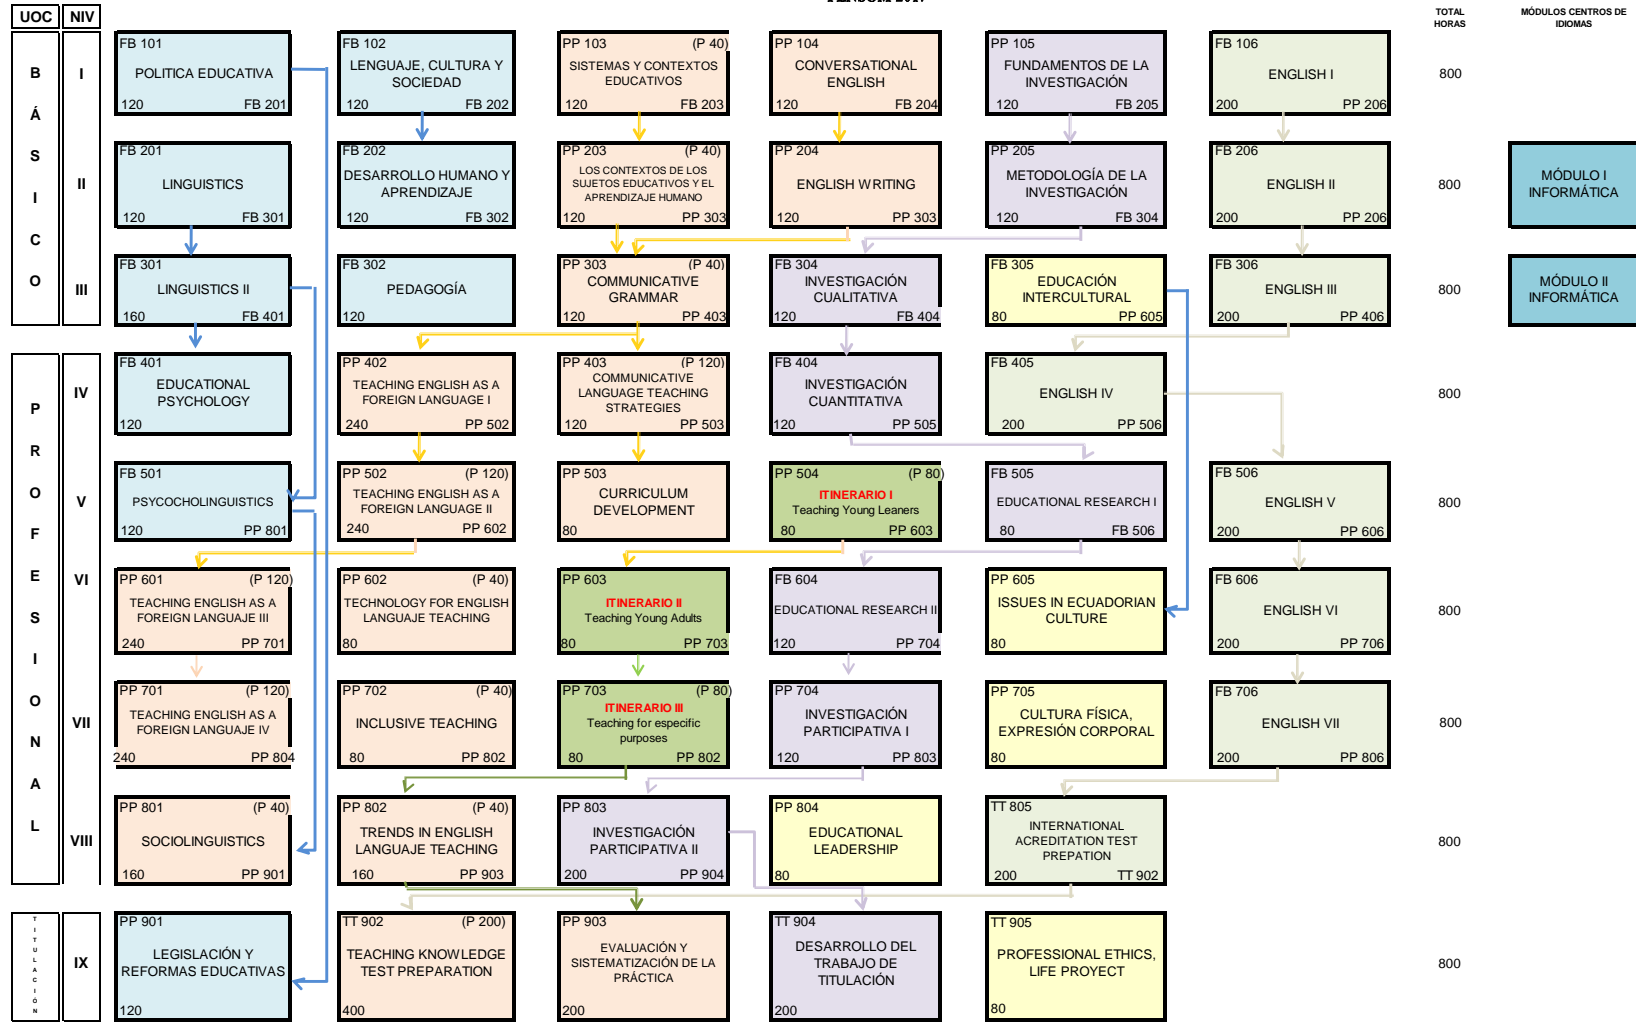 PENSUM 2017
UOC NIV
TOTAL HORAS
MÓDULOS CENTROS DE IDIOMAS
BÁSICO
I
FB 101
POLITICA EDUCATIVA
120 FB 201
FB 102
LENGUAJE, CULTURA Y
SOCIEDAD
120 FB 202
PP 103 (P 40)
SISTEMAS Y CONTEXTOS
EDUCATIVOS
120 FB 203
PP 104
CONVERSATIONAL
ENGLISH
120 FB 204
PP 105
FUNDAMENTOS DE LA
INVESTIGACIÓN
120 FB 205
FB 106
ENGLISH I
200 PP 206
800
II
FB 201
LINGUISTICS
120 FB 301
FB 202
DESARROLLO HUMANO Y
APRENDIZAJE
120 FB 302
PP 203 (P 40)
LOS CONTEXTOS DE LOS
SUJETOS EDUCATIVOS Y EL
APRENDIZAJE HUMANO
120 PP 303
PP 204
ENGLISH WRITING
120 PP 303
PP 205
METODOLOGÍA DE LA
INVESTIGACIÓN
120 FB 304
FB 206
ENGLISH II
200 PP 206
800
MÓDULO I
INFORMÁTICA
III
FB 301
LINGUISTICS II
160 FB 401
FB 302
PEDAGOGÍA
120
PP 303 (P 40)
COMMUNICATIVE
GRAMMAR
120 PP 403
FB 304
INVESTIGACIÓN
CUALITATIVA
120 FB 404
FB 305
EDUCACIÓN
INTERCULTURAL
80 PP 605
FB 306
ENGLISH III
200 PP 406
800
MÓDULO II
INFORMÁTICA
PROFESIONAL
IV
FB 401
EDUCATIONAL
PSYCHOLOGY
120
PP 402
TEACHING ENGLISH AS A
FOREIGN LANGUAGE I
240 PP 502
PP 403 (P 120)
COMMUNICATIVE
LANGUAGE TEACHING
STRATEGIES
120 PP 503
FB 404
INVESTIGACIÓN
CUANTITATIVA
120 PP 505
FB 405
ENGLISH IV
200 PP 506
800
V
FB 501
PSYCOCHOLINGUISTICS
120 PP 801
PP 502 (P 120)
TEACHING ENGLISH AS A
FOREIGN LANGUAGE II
240 PP 602
PP 503
CURRICULUM
DEVELOPMENT
80
PP 504 (P 80)
ITINERARIO I
Teaching Young Leaners
80 PP 603
FB 505
EDUCATIONAL RESEARCH I
80 FB 506
FB 506
ENGLISH V
200 PP 606
800
VI
PP 601 (P 120)
TEACHING ENGLISH AS A
FOREIGN LANGUAJE III
240 PP 701
PP 602 (P 40)
TECHNOLOGY FOR ENGLISH
LANGUAJE TEACHING
80
PP 603
ITINERARIO II
Teaching Young Adults
80 PP 703
FB 604
EDUCATIONAL RESEARCH II
120 PP 704
PP 605
ISSUES IN ECUADORIAN
CULTURE
80
FB 606
ENGLISH VI
200 PP 706
800
VII
PP 701 (P 120)
TEACHING ENGLISH AS A
FOREIGN LANGUAJE IV
240 PP 804
PP 702 (P 40)
INCLUSIVE TEACHING
80 PP 802
PP 703 (P 80)
ITINERARIO III
Teaching for especific
purposes
80 PP 802
PP 704
INVESTIGACIÓN
PARTICIPATIVA I
120 PP 803
PP 705
CULTURA FÍSICA,
EXPRESIÓN CORPORAL
80
FB 706
ENGLISH VII
200 PP 806
800
VIII
PP 801 (P 40)
SOCIOLINGUISTICS
160 PP 901
PP 802 (P 40)
TRENDS IN ENGLISH
LANGUAJE TEACHING
160 PP 903
PP 803
INVESTIGACIÓN
PARTICIPATIVA II
200 PP 904
PP 804
EDUCATIONAL
LEADERSHIP
80
TT 805
INTERNATIONAL
ACREDITATION TEST
PREPATION
200 TT 902
800
TITULACIÓN
IX
PP 901
LEGISLACIÓN Y
REFORMAS EDUCATIVAS
120
TT 902 (P 200)
TEACHING KNOWLEDGE
TEST PREPARATION
400
PP 903
EVALUACIÓN Y
SISTEMATIZACIÓN DE LA
PRÁCTICA
200
TT 904
DESARROLLO DEL
TRABAJO DE
TITULACIÓN
200
TT 905
PROFESSIONAL ETHICS,
LIFE PROYECT
80
800